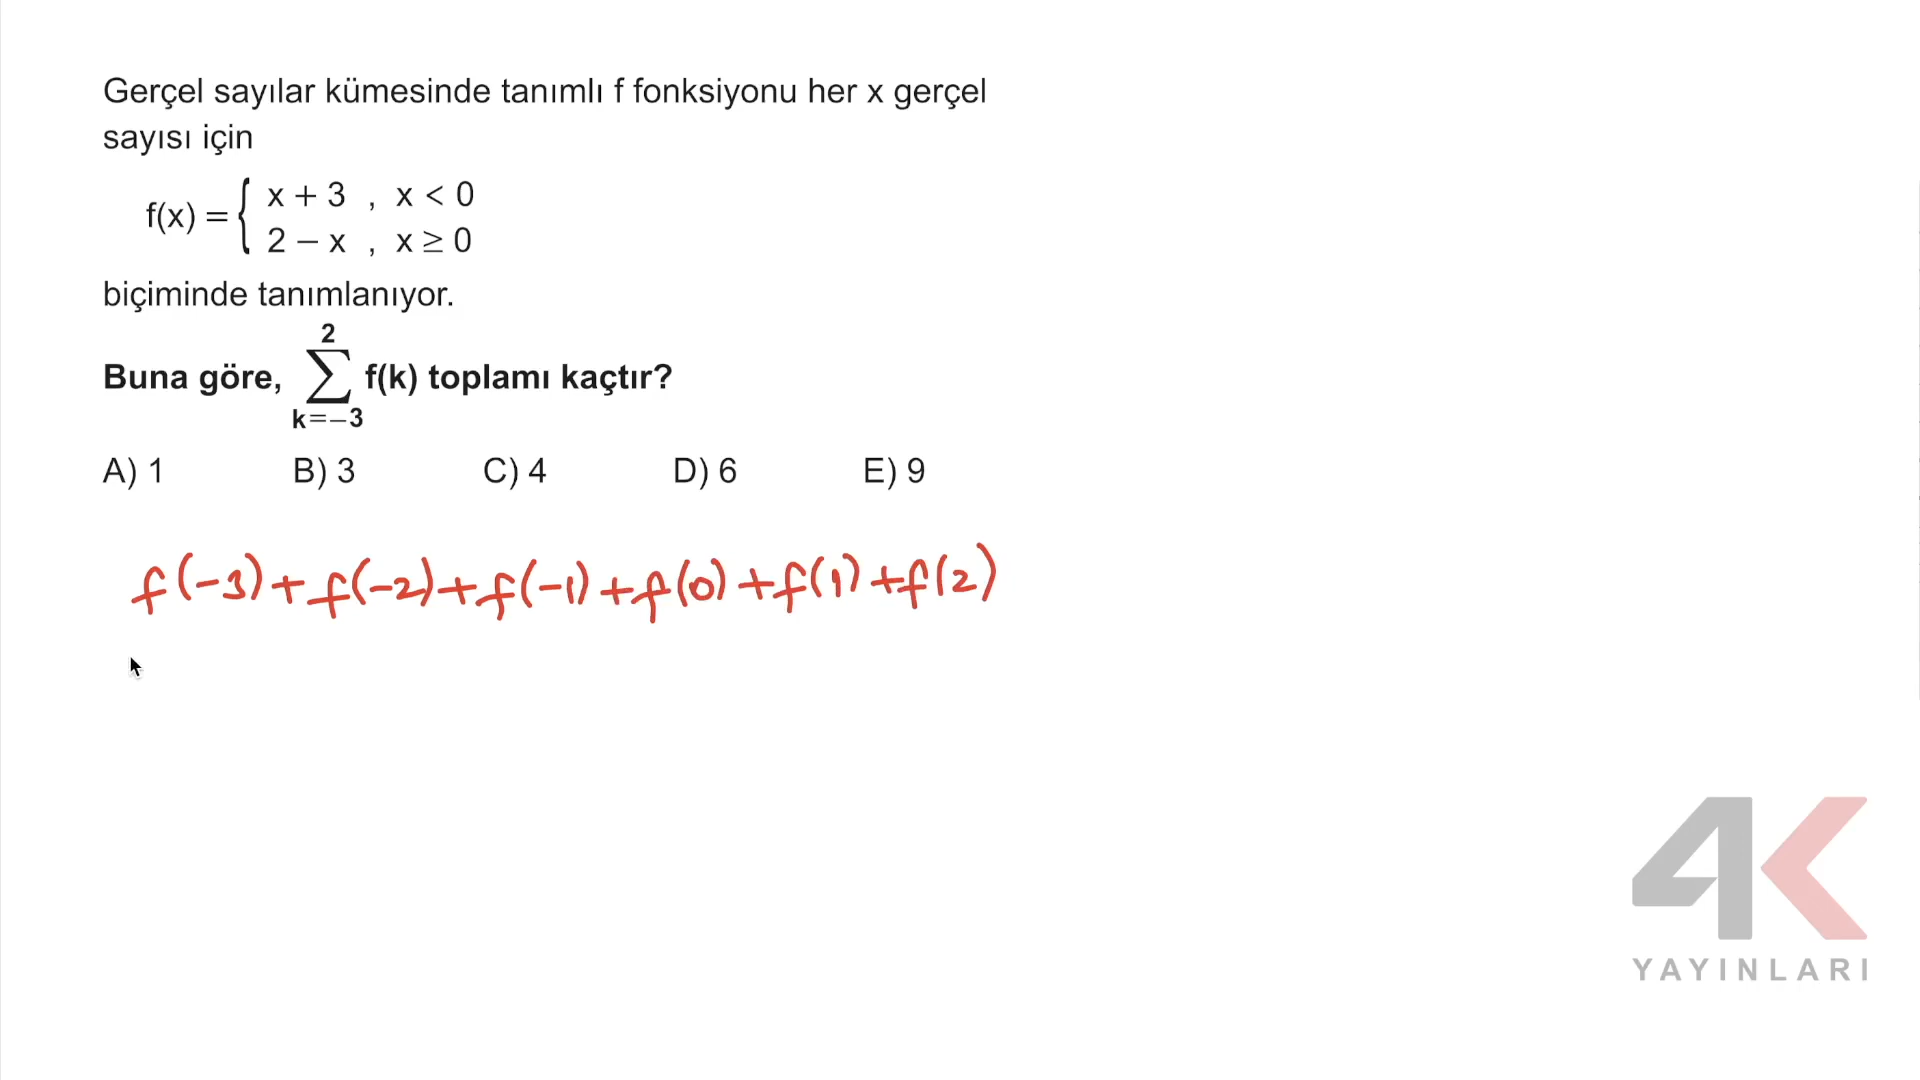 Gerçel sayılar kümesinde tanımlı f fonksiyonu her x gerçel
sayısı için
f(x) = { x + 3 , x < 0
2 – x , x ≥ 0
biçiminde tanımlanıyor.
2
Buna göre, ∑ f(k) toplamı kaçtır?
k=–3
A) 1 B) 3 C) 4 D) 6 E) 9
f(-3)+f(-2)+f(-1)+f(0)+f(1)+f(2)
4K
YAYINLARI